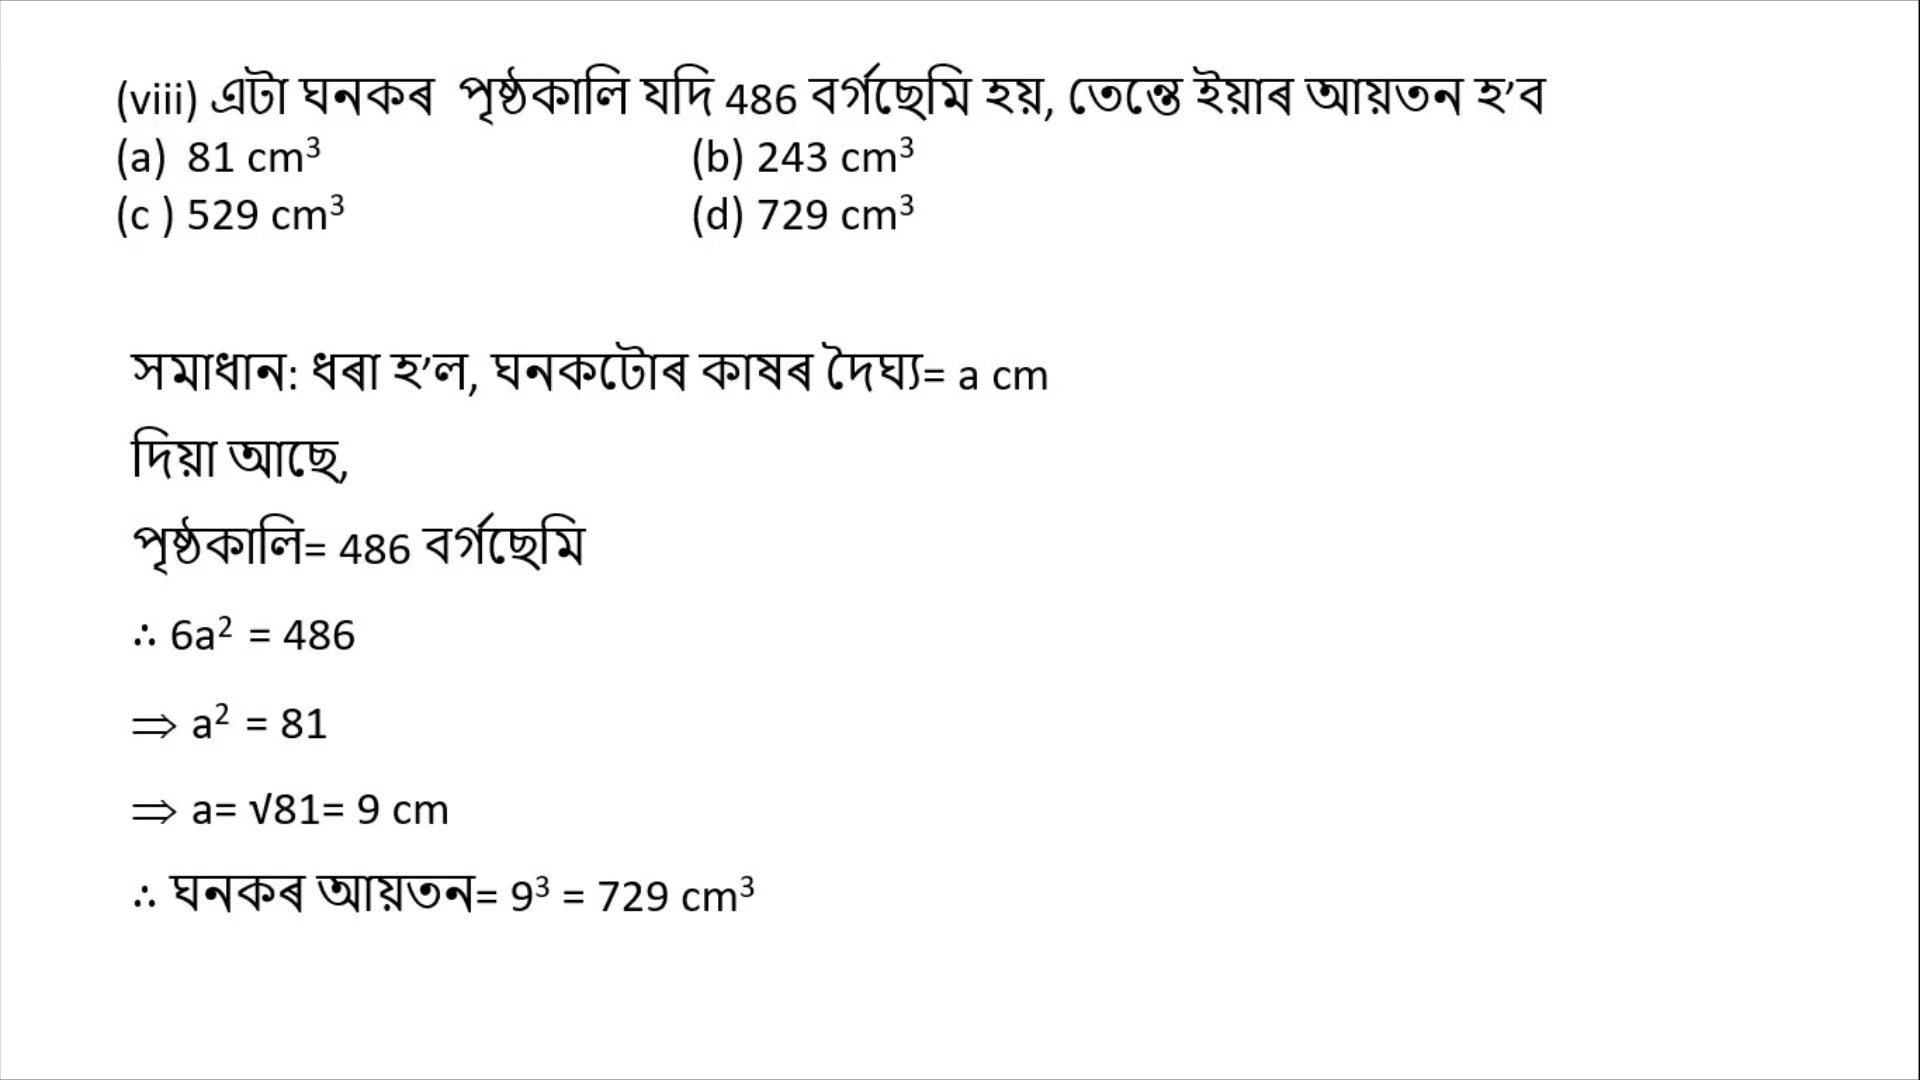 (viii) এটা ঘনকৰ পৃষ্ঠকালি যদি 486 বৰ্গছেমি হয়, তেন্তে ইয়াৰ আয়তন হ’ব
(a) 81 cm³ (b) 243 cm³
(c ) 529 cm³ (d) 729 cm³
সমাধান: ধৰা হ’ল, ঘনকটোৰ কাষৰ দৈঘ্য= a cm
দিয়া আছে,
পৃষ্ঠকালি= 486 বৰ্গছেমি
∴ 6a² = 486
⟹ a² = 81
⟹ a= √81= 9 cm
∴ ঘনকৰ আয়তন= 9³ = 729 cm³